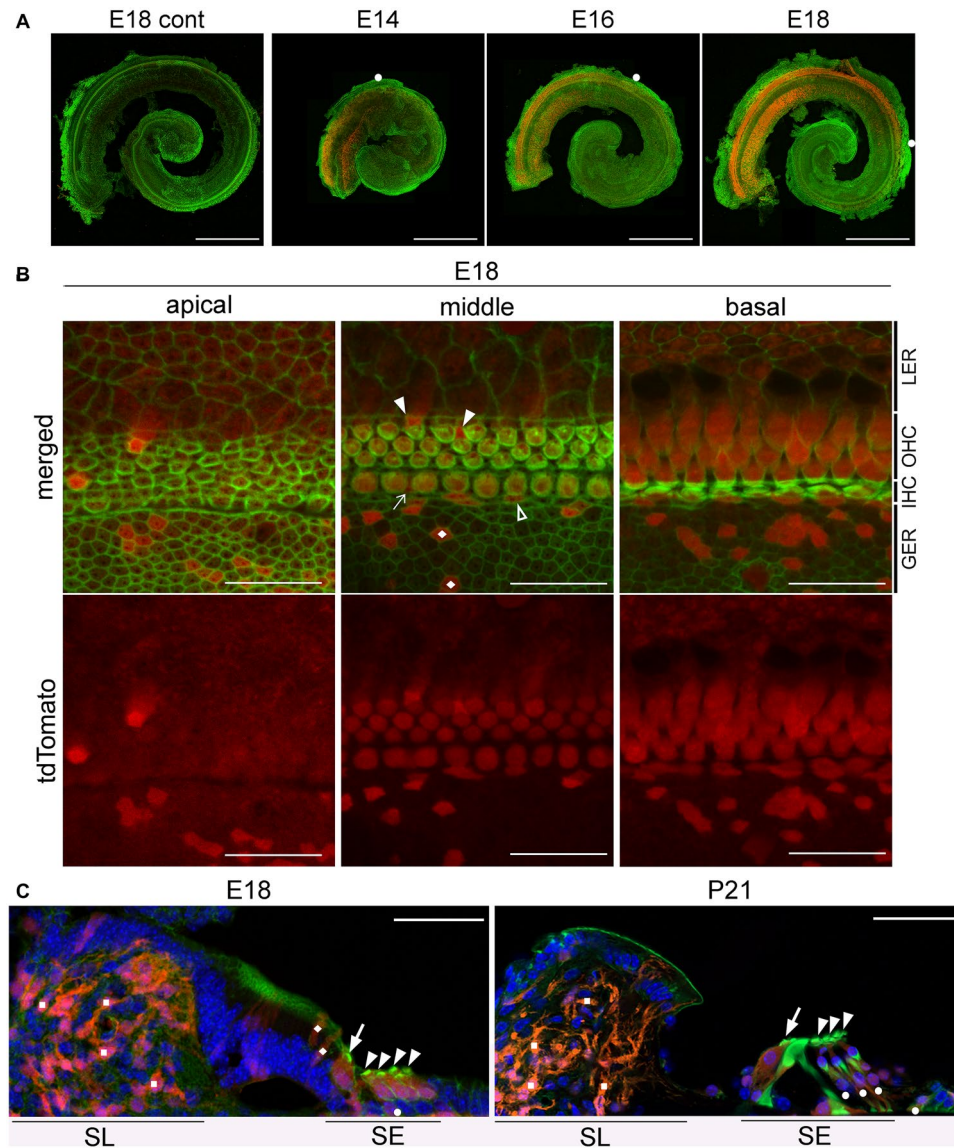 A
E18 cont
E14
E16
E18
B
E18
apical
middle
basal
merged
LER
OHC
IHC
GER
tdTomato
C
E18
P21
SL
SE
SL
SE